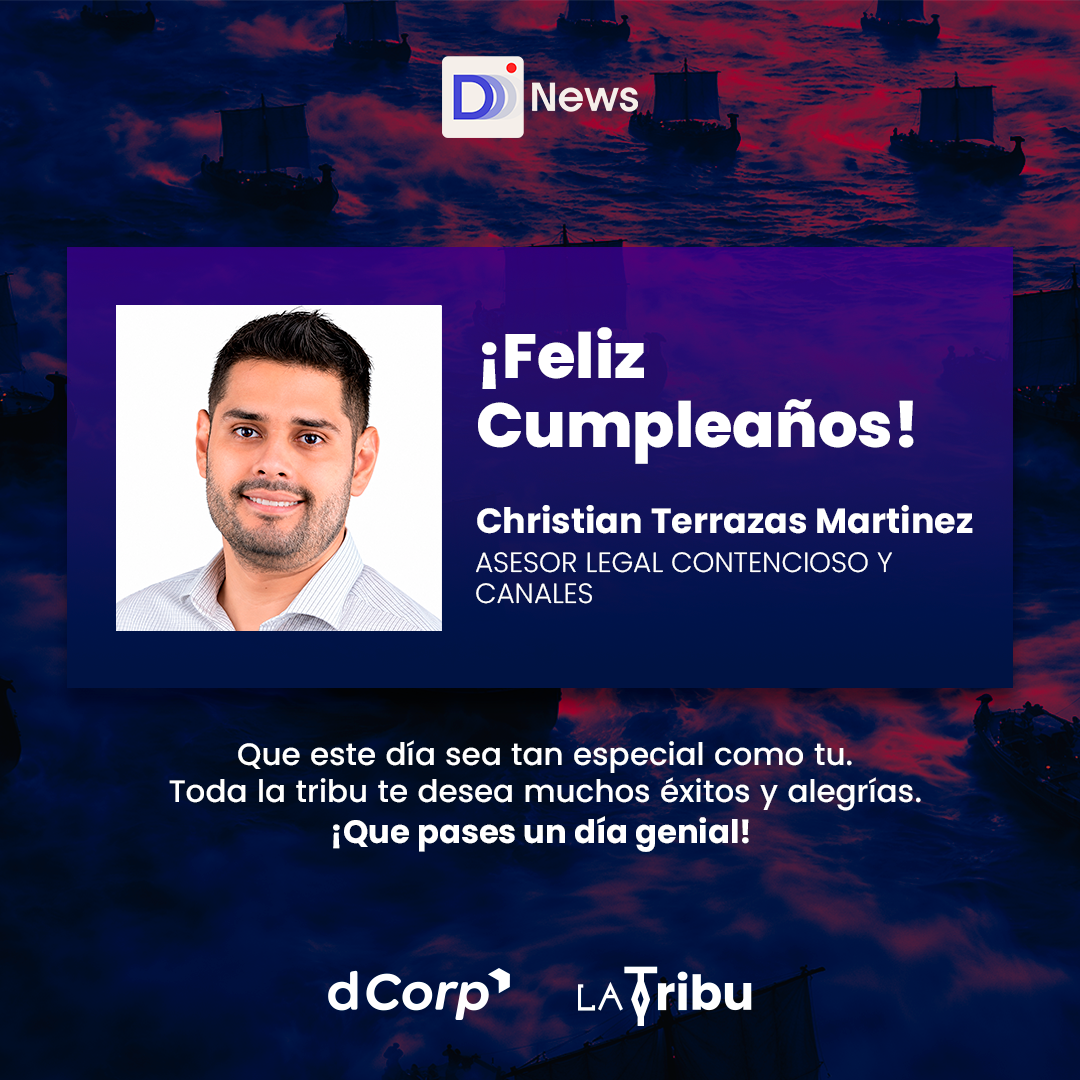 D News
¡Feliz
Cumpleaños!
Christian Terrazas Martinez
ASESOR LEGAL CONTENCIOSO Y
CANALES
Que este día sea tan especial como tu.
Toda la tribu te desea muchos éxitos y alegrías.
¡Que pases un día genial!
dCorp LA Tribu